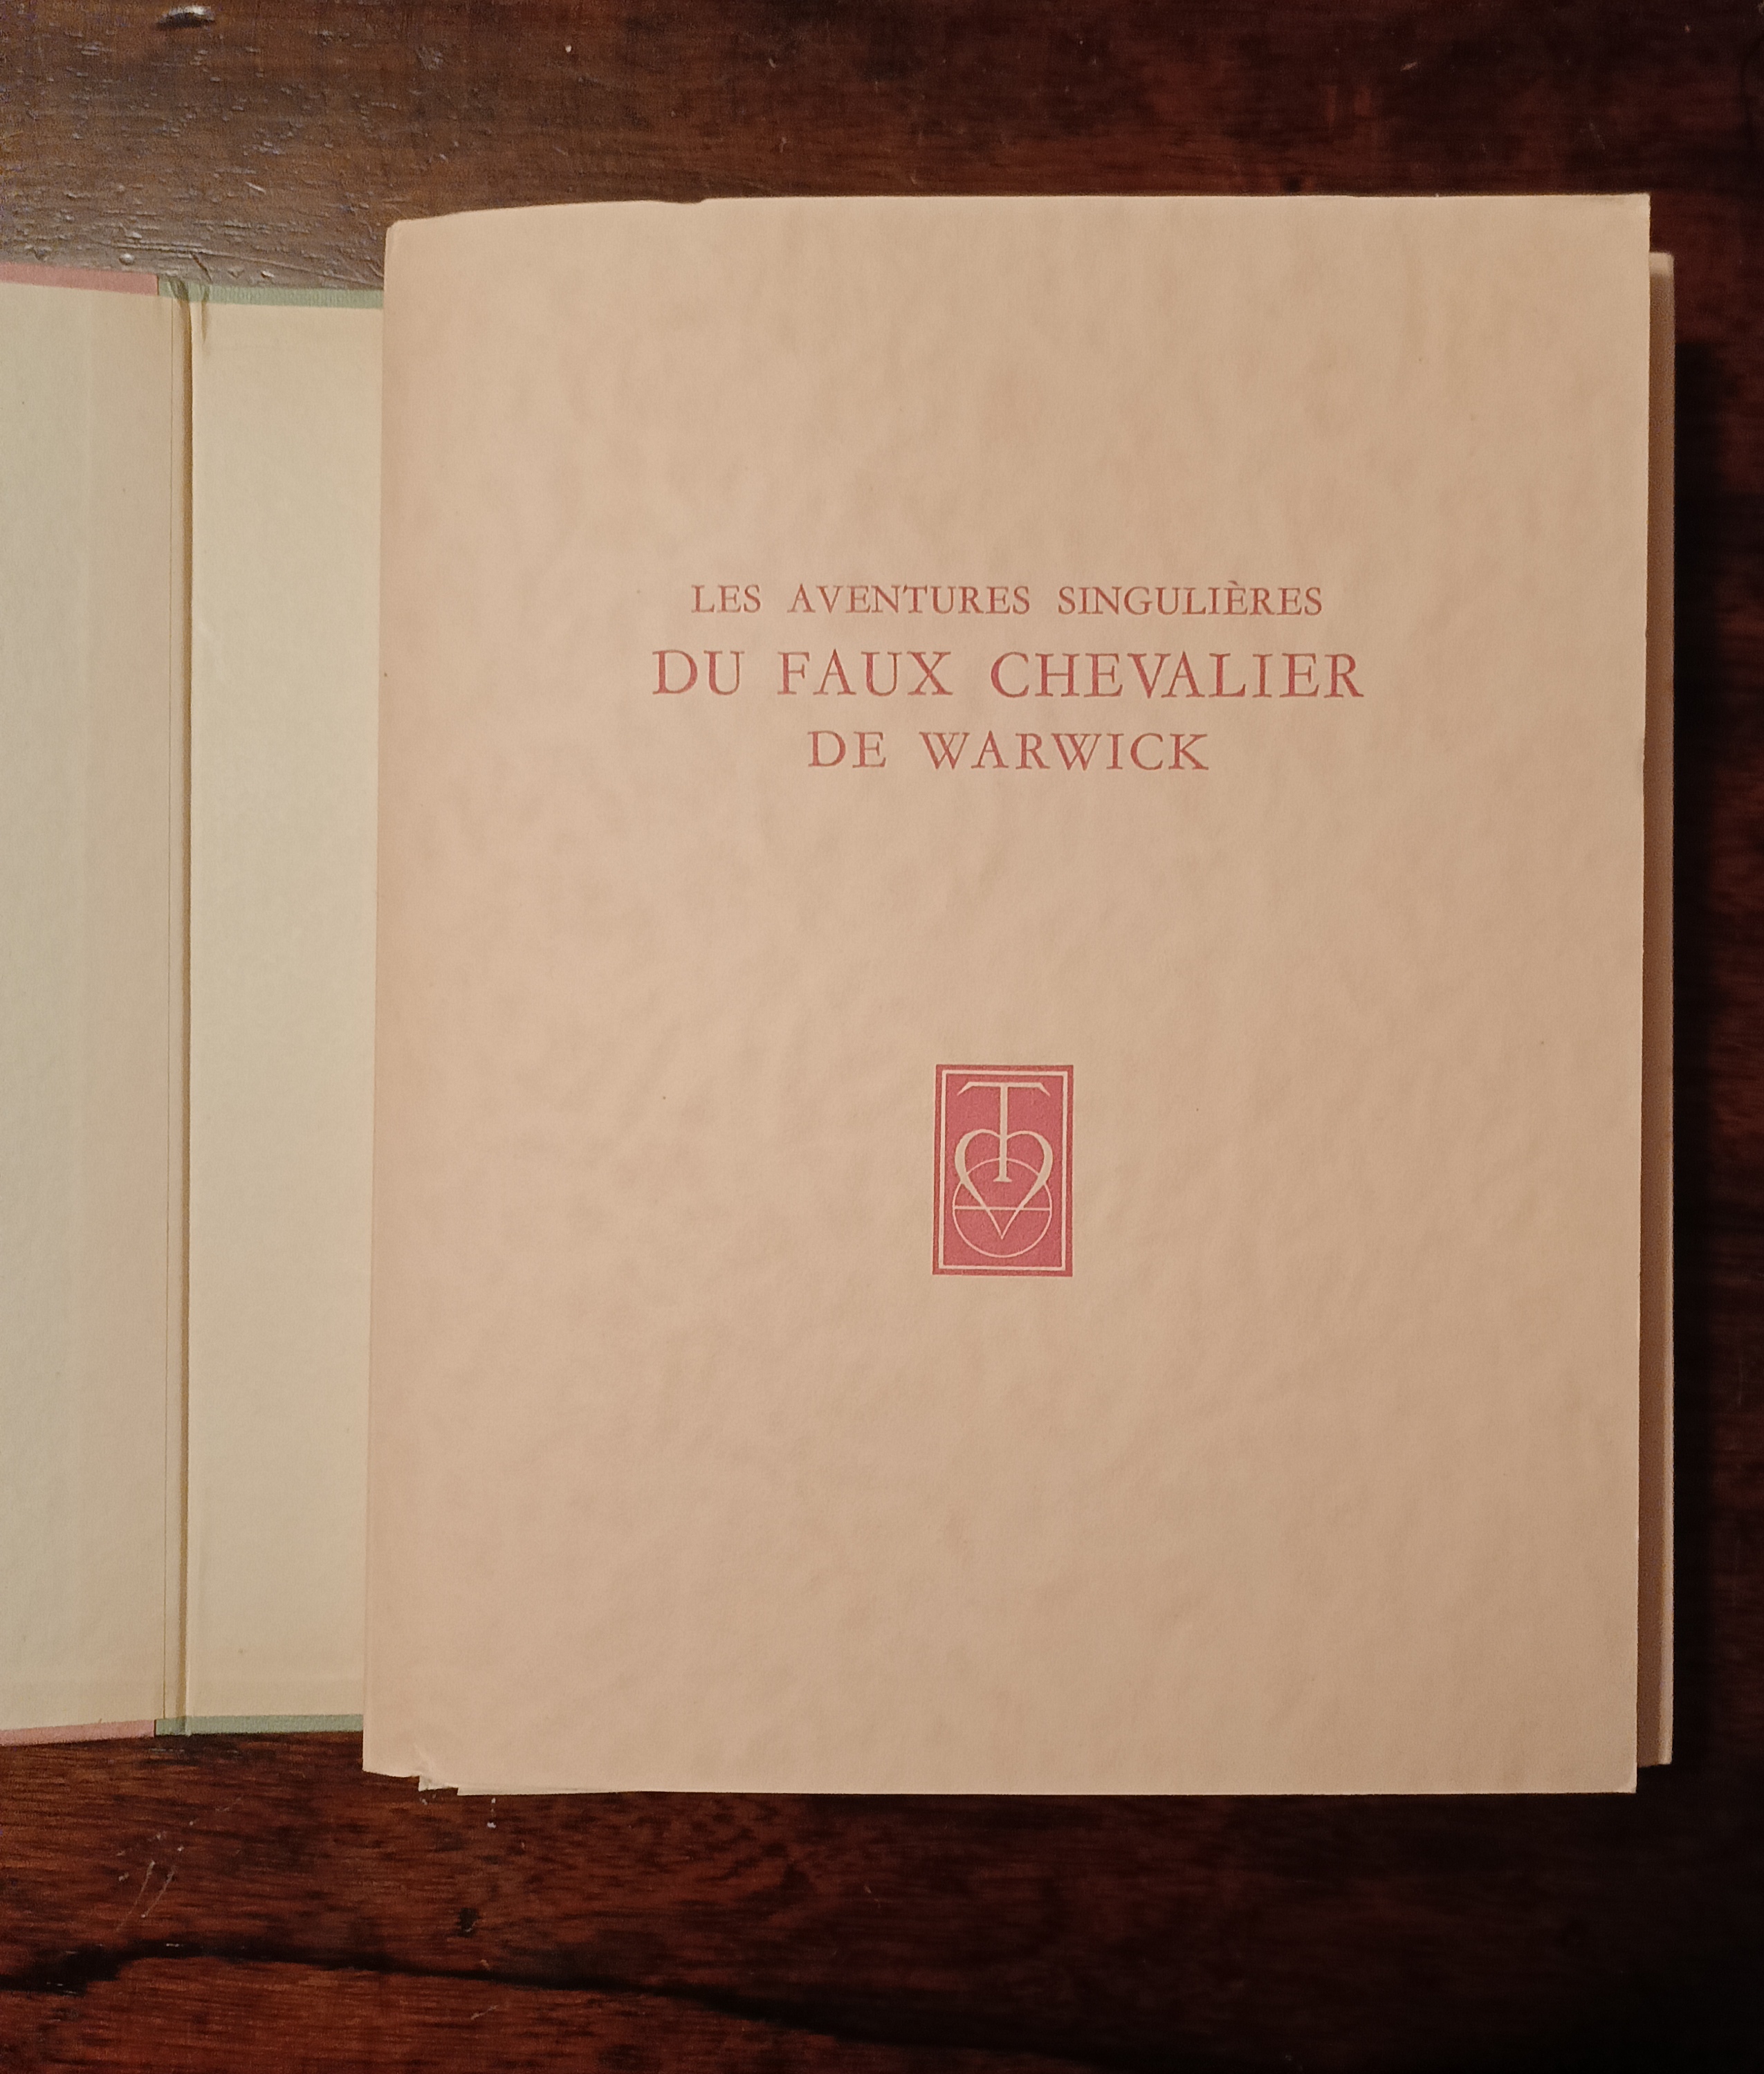 LES AVENTURES SINGULIÈRES
DU FAUX CHEVALIER
DE WARWICK
T